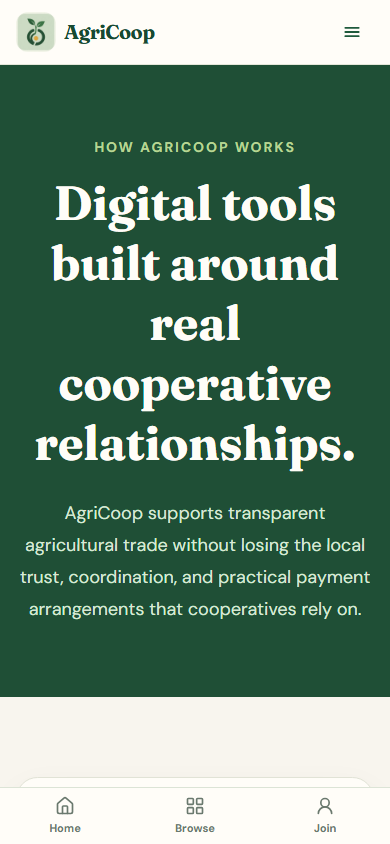 AgriCoop
HOW AGRICOOP WORKS
Digital tools
built around
real
cooperative
relationships.
AgriCoop supports transparent
agricultural trade without losing the local
trust, coordination, and practical payment
arrangements that cooperatives rely on.
Home
Browse
Join